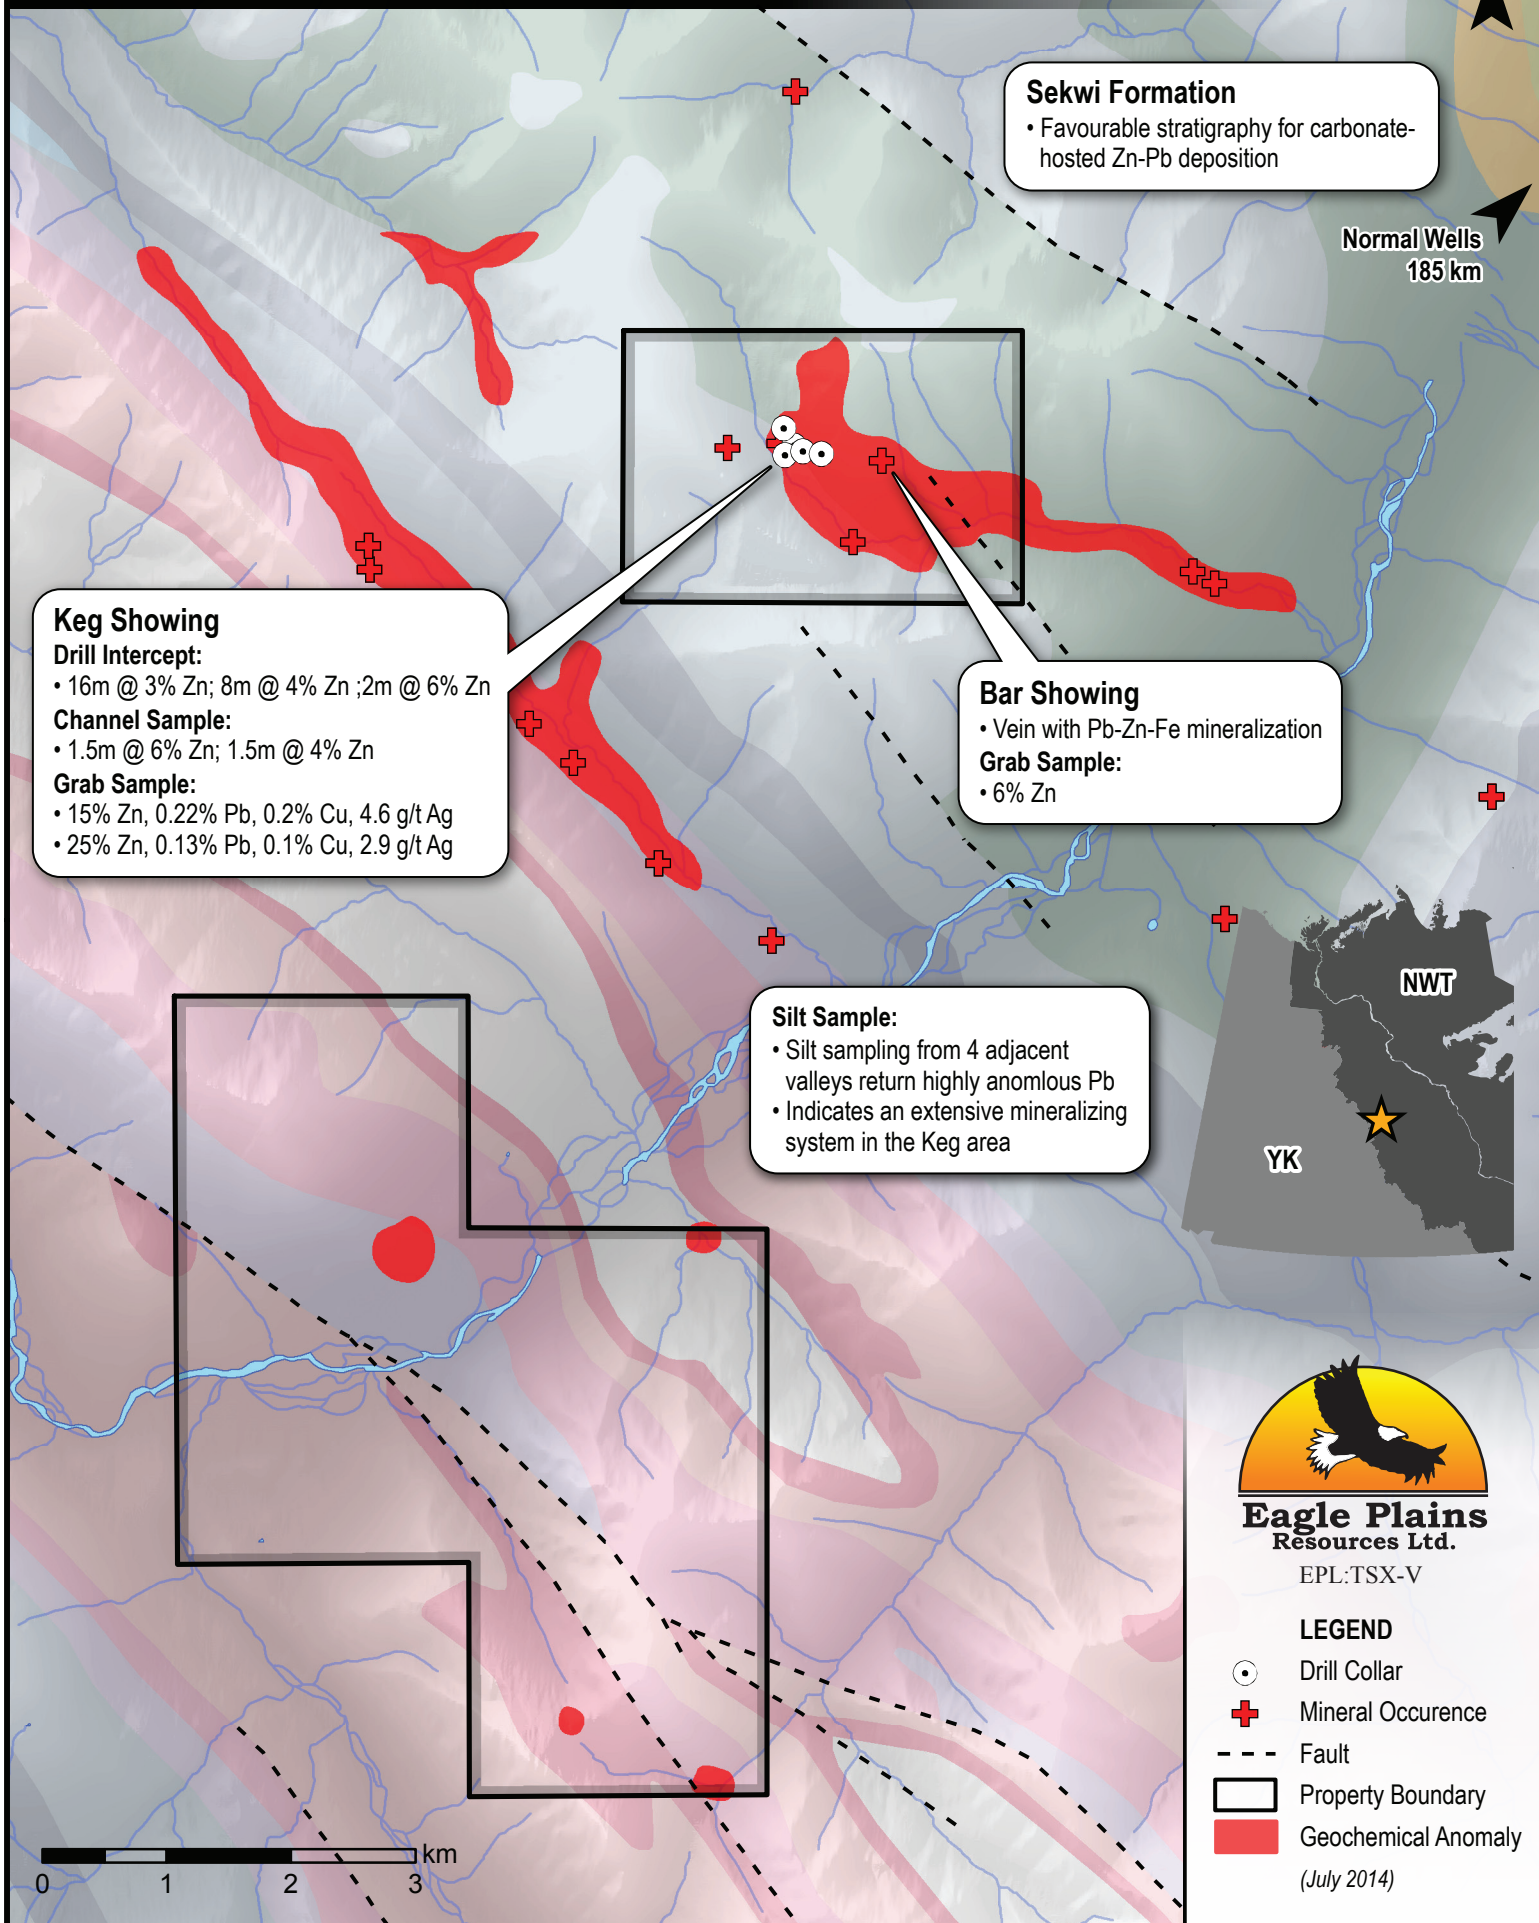 Sekwi Formation
• Favourable stratigraphy for carbonate-
hosted Zn-Pb deposition
Normal Wells
185 km
Keg Showing
Drill Intercept:
• 16m @ 3% Zn; 8m @ 4% Zn ;2m @ 6% Zn
Channel Sample:
• 1.5m @ 6% Zn; 1.5m @ 4% Zn
Grab Sample:
• 15% Zn, 0.22% Pb, 0.2% Cu, 4.6 g/t Ag
• 25% Zn, 0.13% Pb, 0.1% Cu, 2.9 g/t Ag
Bar Showing
• Vein with Pb-Zn-Fe mineralization
Grab Sample:
• 6% Zn
Silt Sample:
• Silt sampling from 4 adjacent
valleys return highly anomlous Pb
• Indicates an extensive mineralizing
system in the Keg area
NWT
YK
Eagle Plains
Resources Ltd.
EPL:TSX-V
LEGEND
Drill Collar
Mineral Occurence
Fault
Property Boundary
Geochemical Anomaly
(July 2014)
km
0 1 2 3